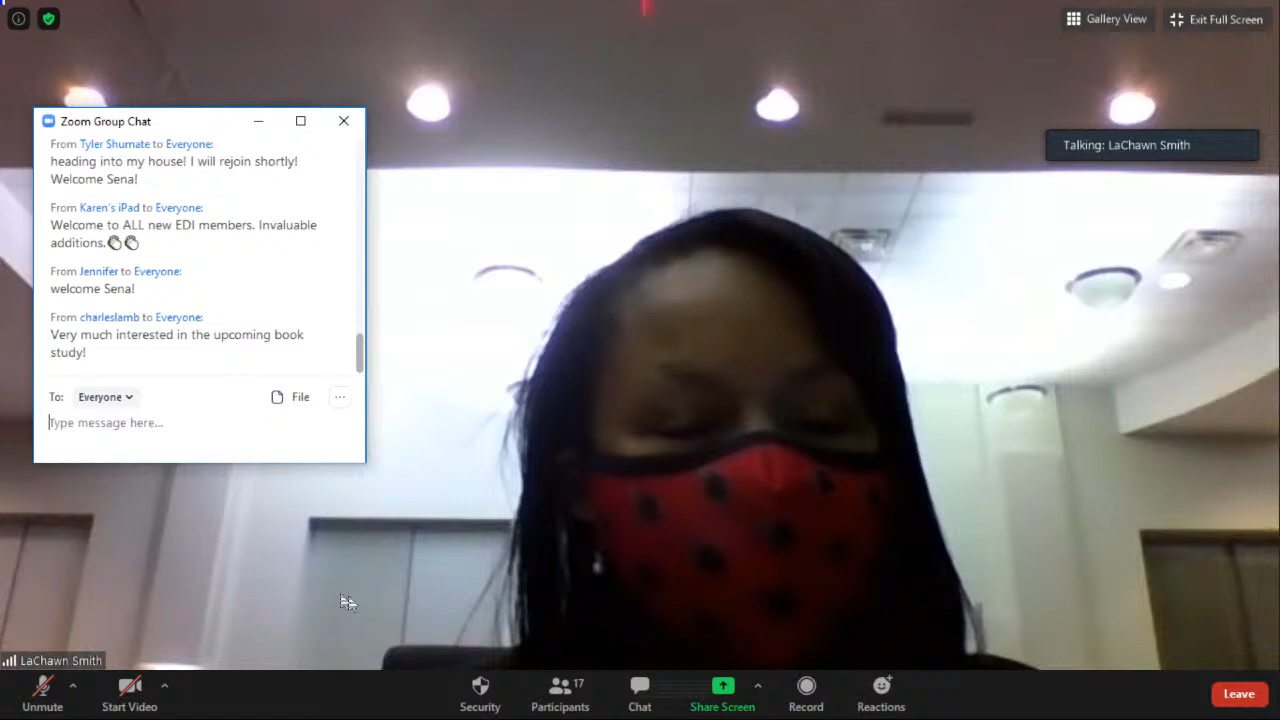 Gallery View
Exit Full Screen
Zoom Group Chat
From Tyler Shumate to Everyone:
heading into my house! I will rejoin shortly!
Welcome Sena!
From Karen's iPad to Everyone:
Welcome to ALL new EDI members. Invaluable
additions.👏👏
From Jennifer to Everyone:
welcome Sena!
From charleslamb to Everyone:
Very much interested in the upcoming book
study!
To: Everyone
File
Type message here...
Talking: LaChawn Smith
LaChawn Smith
Unmute
Start Video
Security
Participants
17
Chat
Share Screen
Record
Reactions
Leave